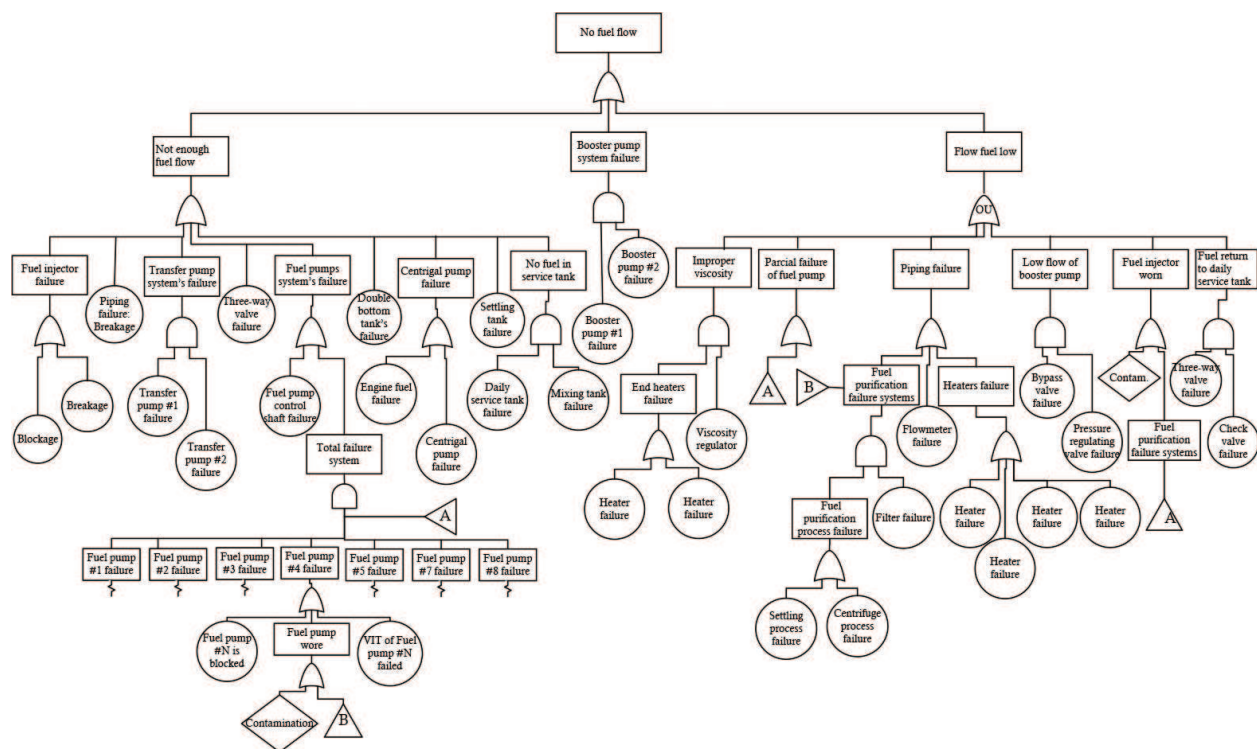 No fuel flow
Not enough
fuel flow
Booster pump
system failure
Flow fuel low
OU
Fuel injector
failure
Piping
failure:
Breakage
Transfer pump
system's failure
Three-way
valve
failure
Fuel pumps
systems's failure
Double
bottom
tank's
failure
Centrigal pump
failure
Settling
tank
failure
No fuel in
service tank
Booster
pump #1
failure
Booster
pump #2
failure
Improper
viscosity
Parcial failure
of fuel pump
Piping failure
Low flow of
booster pump
Fuel injector
worn
Fuel return
to daily
service tank
Blockage
Breakage
Transfer
pump #1
failure
Transfer
pump #2
failure
Fuel pump
control
shaft failure
Total failure
system
Engine fuel
failure
Centrigal
pump
failure
Daily
service
tank failure
Mixing tank
failure
End heaters
failure
Viscosity
regulator
Heater
failure
Heater
failure
A
B
Fuel
purification
failure systems
Flowmeter
failure
Heaters failure
Bypass
valve
failure
Pressure
regulating
valve failure
Contam.
Fuel
purification
failure systems
A
Three-way
valve
failure
Check
valve failure
Fuel
purification
process failure
Filter failure
Heater
failure
Heater
failure
Heater
failure
Heater
failure
Settling
process
failure
Centrifuge
process
failure
A
Fuel pump
#1 failure
Fuel pump
#2 failure
Fuel pump
#3 failure
Fuel pump
#4 failure
Fuel pump
#5 failure
Fuel pump
#7 failure
Fuel pump
#8 failure
Fuel pump
#N is
blocked
Fuel pump
wore
VIT of Fuel
pump #N
failed
Contamination
B